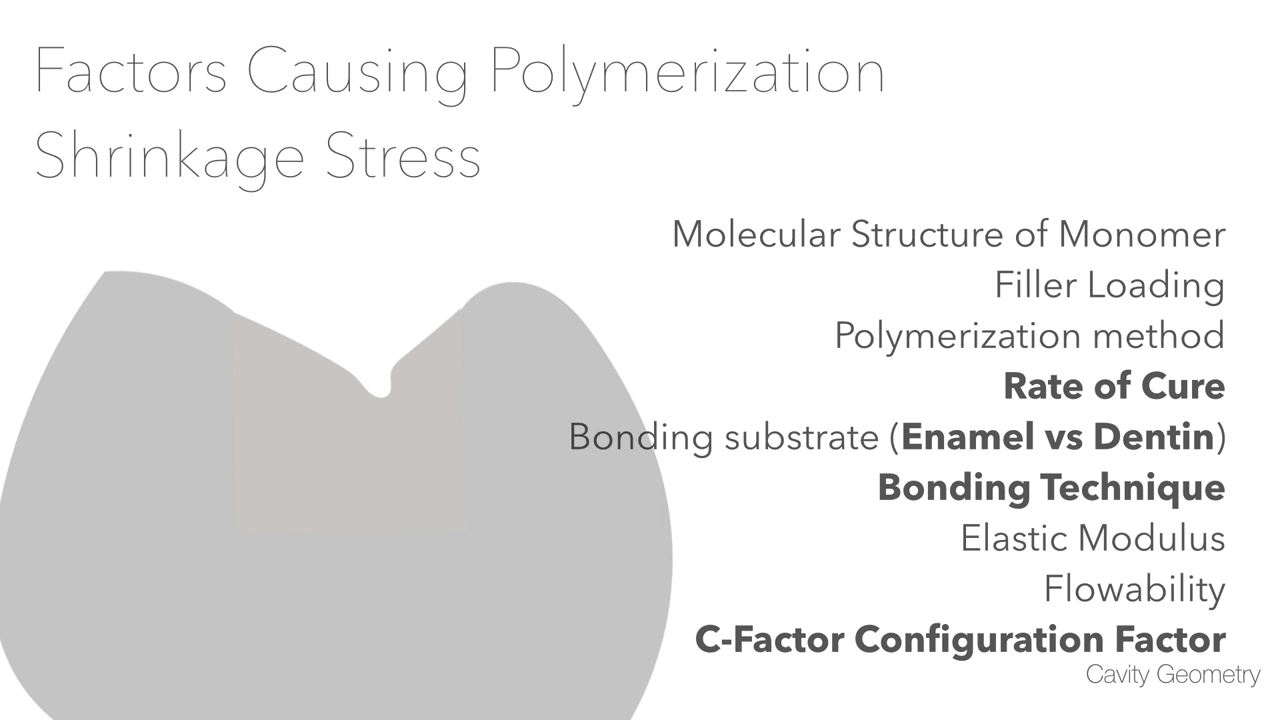 Factors Causing Polymerization
Shrinkage Stress
Molecular Structure of Monomer
Filler Loading
Polymerization method
Rate of Cure
Bonding substrate (Enamel vs Dentin)
Bonding Technique
Elastic Modulus
Flowability
C-Factor Configuration Factor
Cavity Geometry